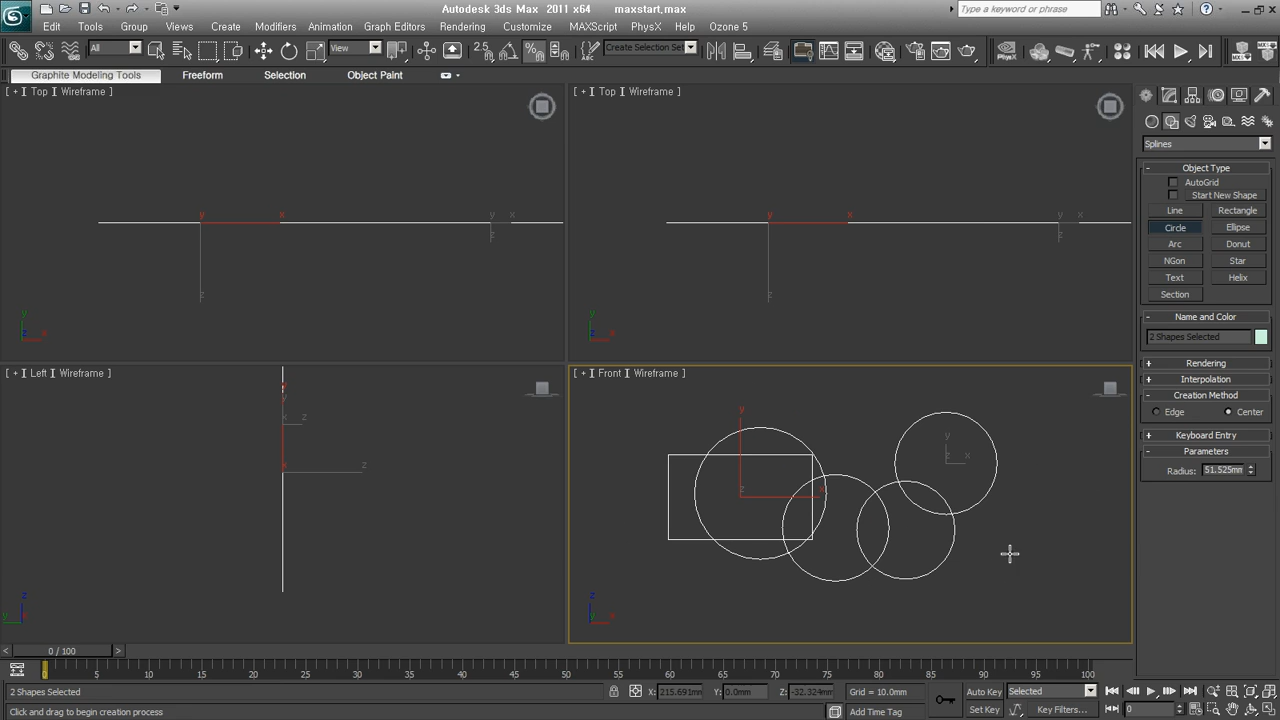 Autodesk 3ds Max 2011 x64 maxstart.max
Type a keyword or phrase
Edit Tools Group Views Create Modifiers Animation Graph Editors Rendering Customize MAXScript PhysX Help Ozone 5
All View 2.5 Create Selection Set PhysX
Graphite Modeling Tools Freeform Selection Object Paint
[ + ] Top ] Wireframe ]
[ + ] Top ] Wireframe ]
Splines
Object Type
AutoGrid
Start New Shape
Line Rectangle
Circle Ellipse
Arc Donut
NGon Star
Text Helix
Section
Name and Color
2 Shapes Selected
Rendering
Interpolation
Creation Method
Edge Center
Keyboard Entry
Parameters
Radius: 51.525mm
y x y x
z z
y x y x
z z
y z x
y z x
[ + ] Left ] Wireframe ]
[ + ] Front ] Wireframe ]
y
x z
z
y
z x
y
z x
z y x
z y x
0 / 100
0 5 10 15 20 25 30 35 40 45 50 55 60 65 70 75 80 85 90 95 100
2 Shapes Selected X: 215.691mm Y: 0.0mm Z: -32.324mm Grid = 10.0mm Auto Key Selected
Click and drag to begin creation process Add Time Tag Set Key Key Filters... 0